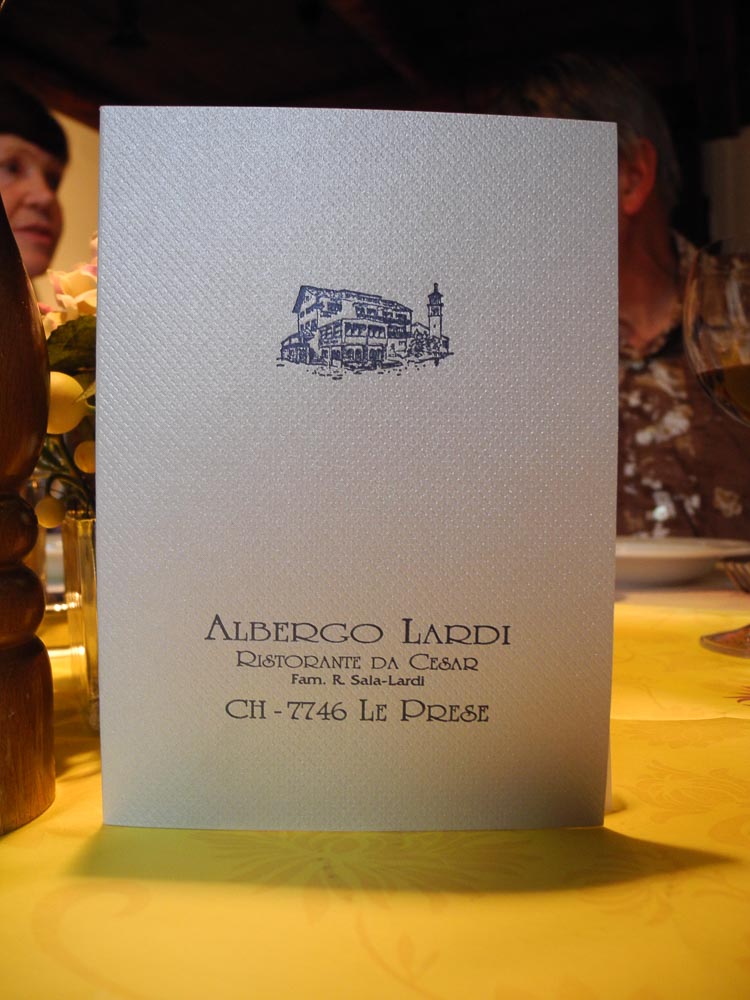 ALBERGO LARDI
RISTORANTE DA CESAR
Fam. R. Sala-Lardi
CH - 7746 LE PRESE